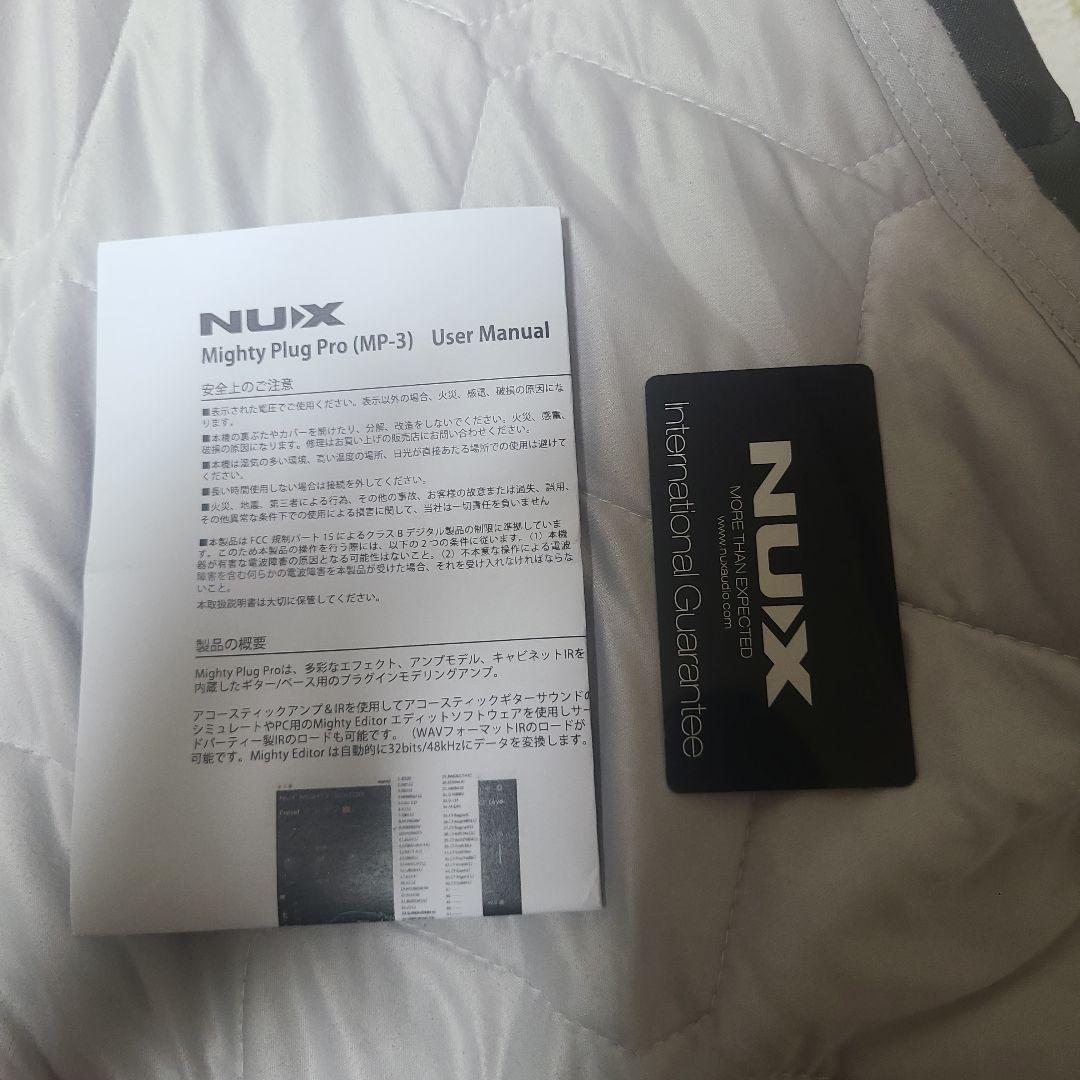 NUX
Mighty Plug Pro (MP-3) User Manual
安全上のご注意
■表示された電圧でご使用ください。表示以外の場合、火災、感電、破損の原因にな
ります。
■本機の裏ぶたやカバーを開けたり、分解、改造をしないでください。火災、感電、
破損の原因になります。修理はお買い上げの販売店にお問い合わせください。
■本機は湿気の多い環境、高い温度の場所、日光が直接あたる場所での使用は避けて
ください。
■長い時間使用しない場合は接続を外してください。
■火災、地震、第三者による行為、その他の事故、お客様の故意または過失、誤用、
その他異常な条件下での使用による損害に関して、当社は一切責任を負いません
■本製品は FCC 規制パート 15 によるクラス B デジタル製品の制限に準拠していま
す。このため本製品の操作を行う際には、以下の 2 つの条件に従います。(1) 本機
器が有害な電波障害の原因となる可能性はないこと。(2) 不本意な操作による電波
障害を含む何らかの電波障害を本製品が受けた場合、それを受け入れなければならな
いこと。
本取扱説明書は大切に保管してください。
製品の概要
Mighty Plug Proは、多彩なエフェクト、アンプモデル、キャビネットIRを
内蔵したギター/ベース用のプラグインモデリングアンプ。
アコースティックアンプ&IRを使用してアコースティックギターサウンドの
シミュレートやPC用のMighty Editor エディットソフトウェアを使用しサー
ドパーティー製IRのロードも可能です。（WAVフォーマットIRのロードが
可能です。Mighty Editor は自動的に32bits/48kHzにデータを変換します。
NUX MIGHTY EDITOR
NUX
MORE THAN EXPECTED
www.nuxaudio.com
International Guarantee